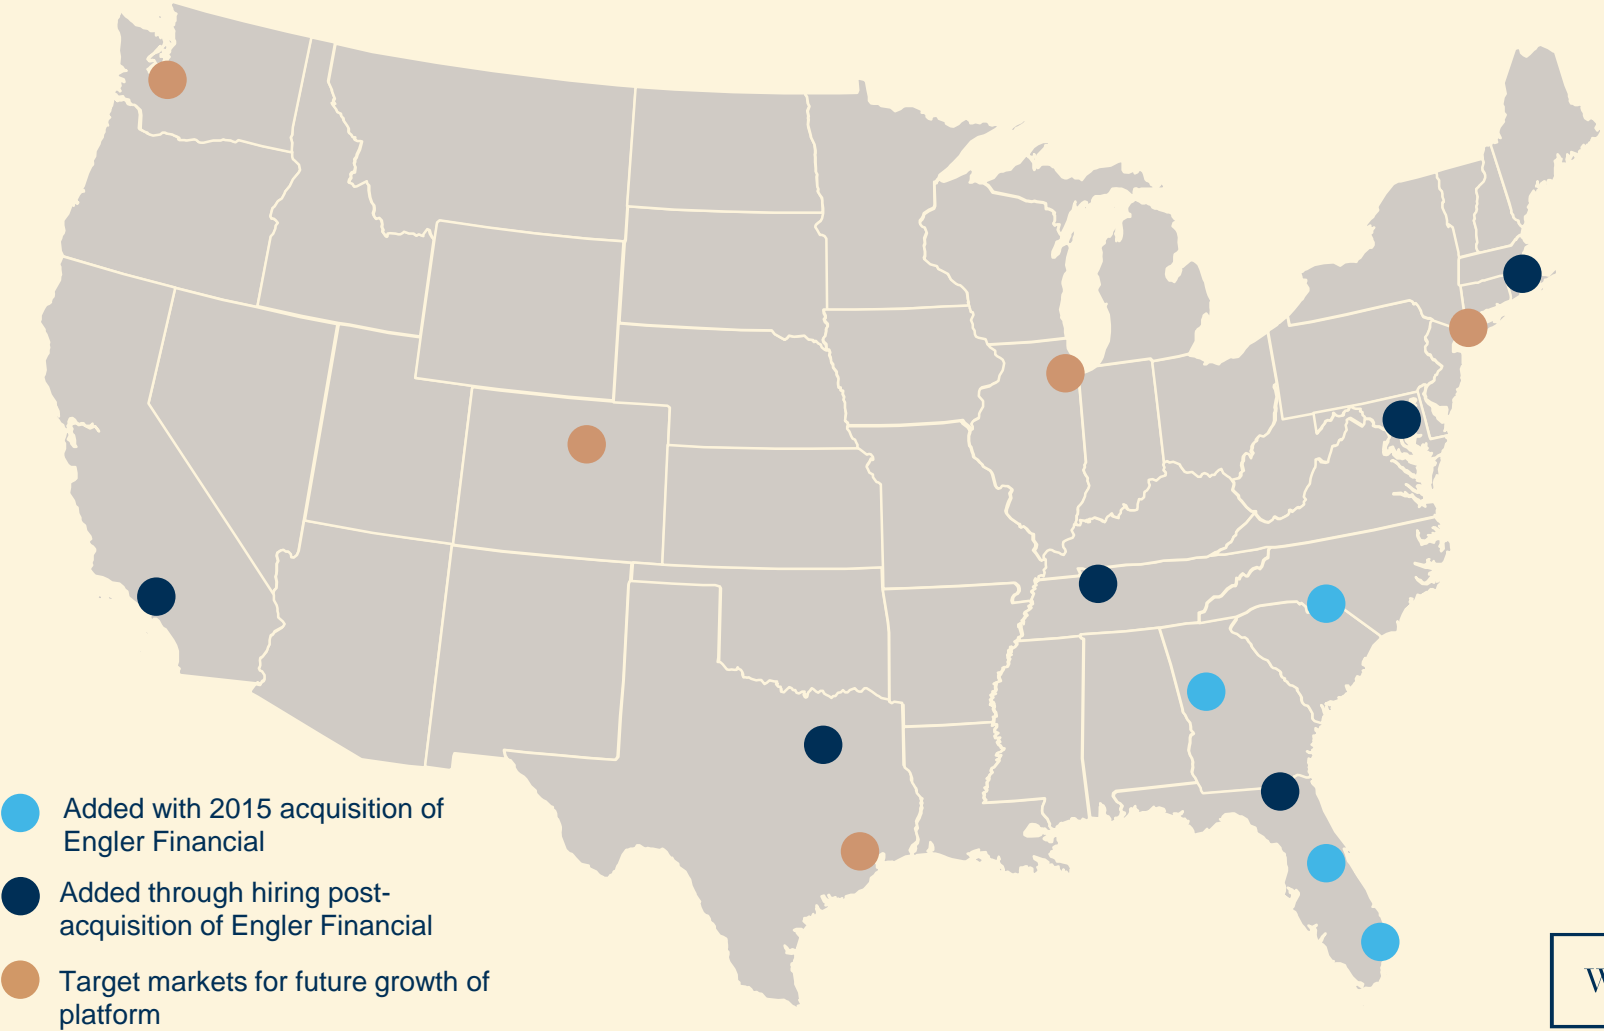 Added with 2015 acquisition of
Engler Financial
Added through hiring post-
acquisition of Engler Financial
Target markets for future growth of
platform
W